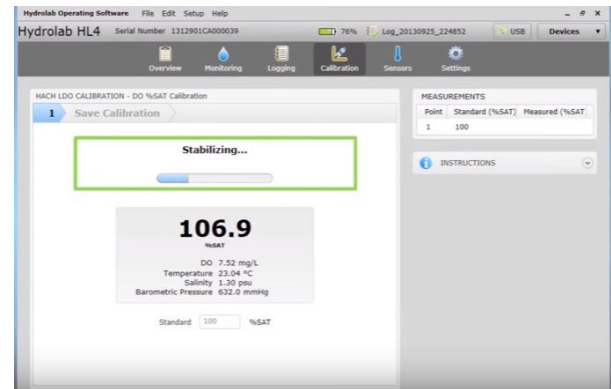 Hydrolab Operating Software File Edit Setup Help
Hydrolab HL4 Serial Number 1312901CA000039 76% Log_20130925_224852 USB Devices
Overview Monitoring Logging Calibration Sensors Settings
HACH LDO CALIBRATION - DO %SAT Calibration
1 Save Calibration
Stabilizing...
106.9
%SAT
DO 7.52 mg/L
Temperature 23.04 °C
Salinity 1.30 psu
Barometric Pressure 632.0 mmHg
Standard 100 %SAT
MEASUREMENTS
Point Standard (%SAT) Measured (%SAT
1 100
INSTRUCTIONS